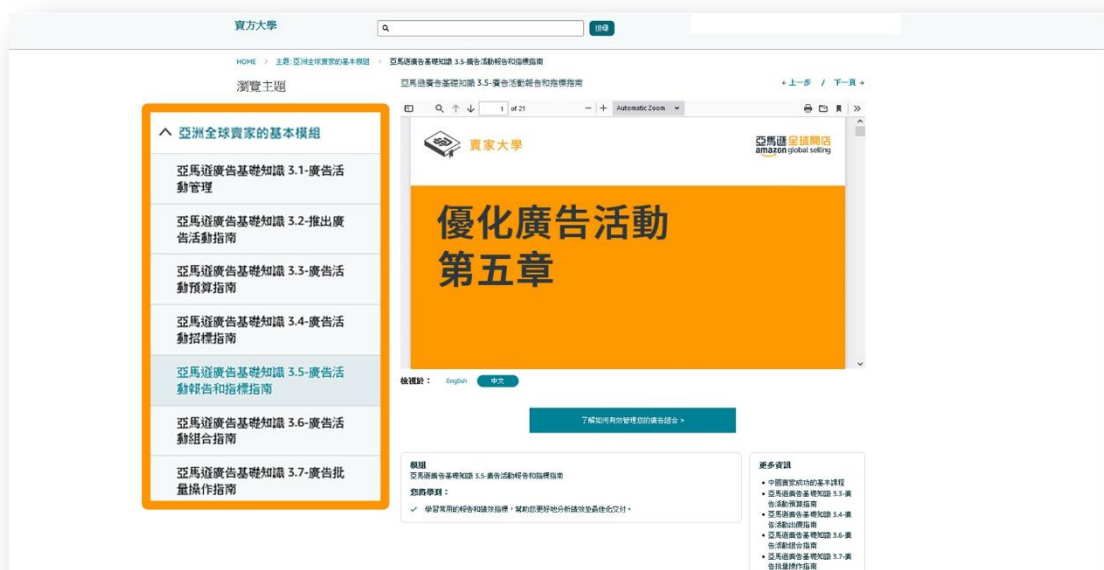 賣方大學
搜尋
HOME > 主題:亞洲全球賣家的基本模組 > 亞馬遜廣告基礎知識 3.5-廣告活動報告和指標指南
瀏覽主題
亞馬遜廣告基礎知識 3.5-廣告活動報告和指標指南
←上一步 / 下一頁→
1 of 21
Automatic Zoom
亞洲全球賣家的基本模組
亞馬遜廣告基礎知識 3.1-廣告活
動管理
亞馬遜廣告基礎知識 3.2-推出廣
告活動指南
亞馬遜廣告基礎知識 3.3-廣告活
動預算指南
亞馬遜廣告基礎知識 3.4-廣告活
動招標指南
亞馬遜廣告基礎知識 3.5-廣告活
動報告和指標指南
亞馬遜廣告基礎知識 3.6-廣告活
動組合指南
亞馬遜廣告基礎知識 3.7-廣告批
量操作指南
賣家大學
亞馬遜全球開店
amazon global selling
優化廣告活動
第五章
檢視於： English 中文
了解如何有效管理您的廣告組合 >
模組
亞馬遜廣告基礎知識 3.5-廣告活動報告和指標指南
您將學到：
✓ 學習常用的報告和績效指標，幫助您更好地分析績效並最佳化交付。
更多資訊
• 中國賣家成功的基本課程
• 亞馬遜廣告基礎知識 3.3-廣
告活動預算指南
• 亞馬遜廣告基礎知識 3.4-廣
告活動出價指南
• 亞馬遜廣告基礎知識 3.6-廣
告活動組合指南
• 亞馬遜廣告基礎知識 3.7-廣
告批量操作指南